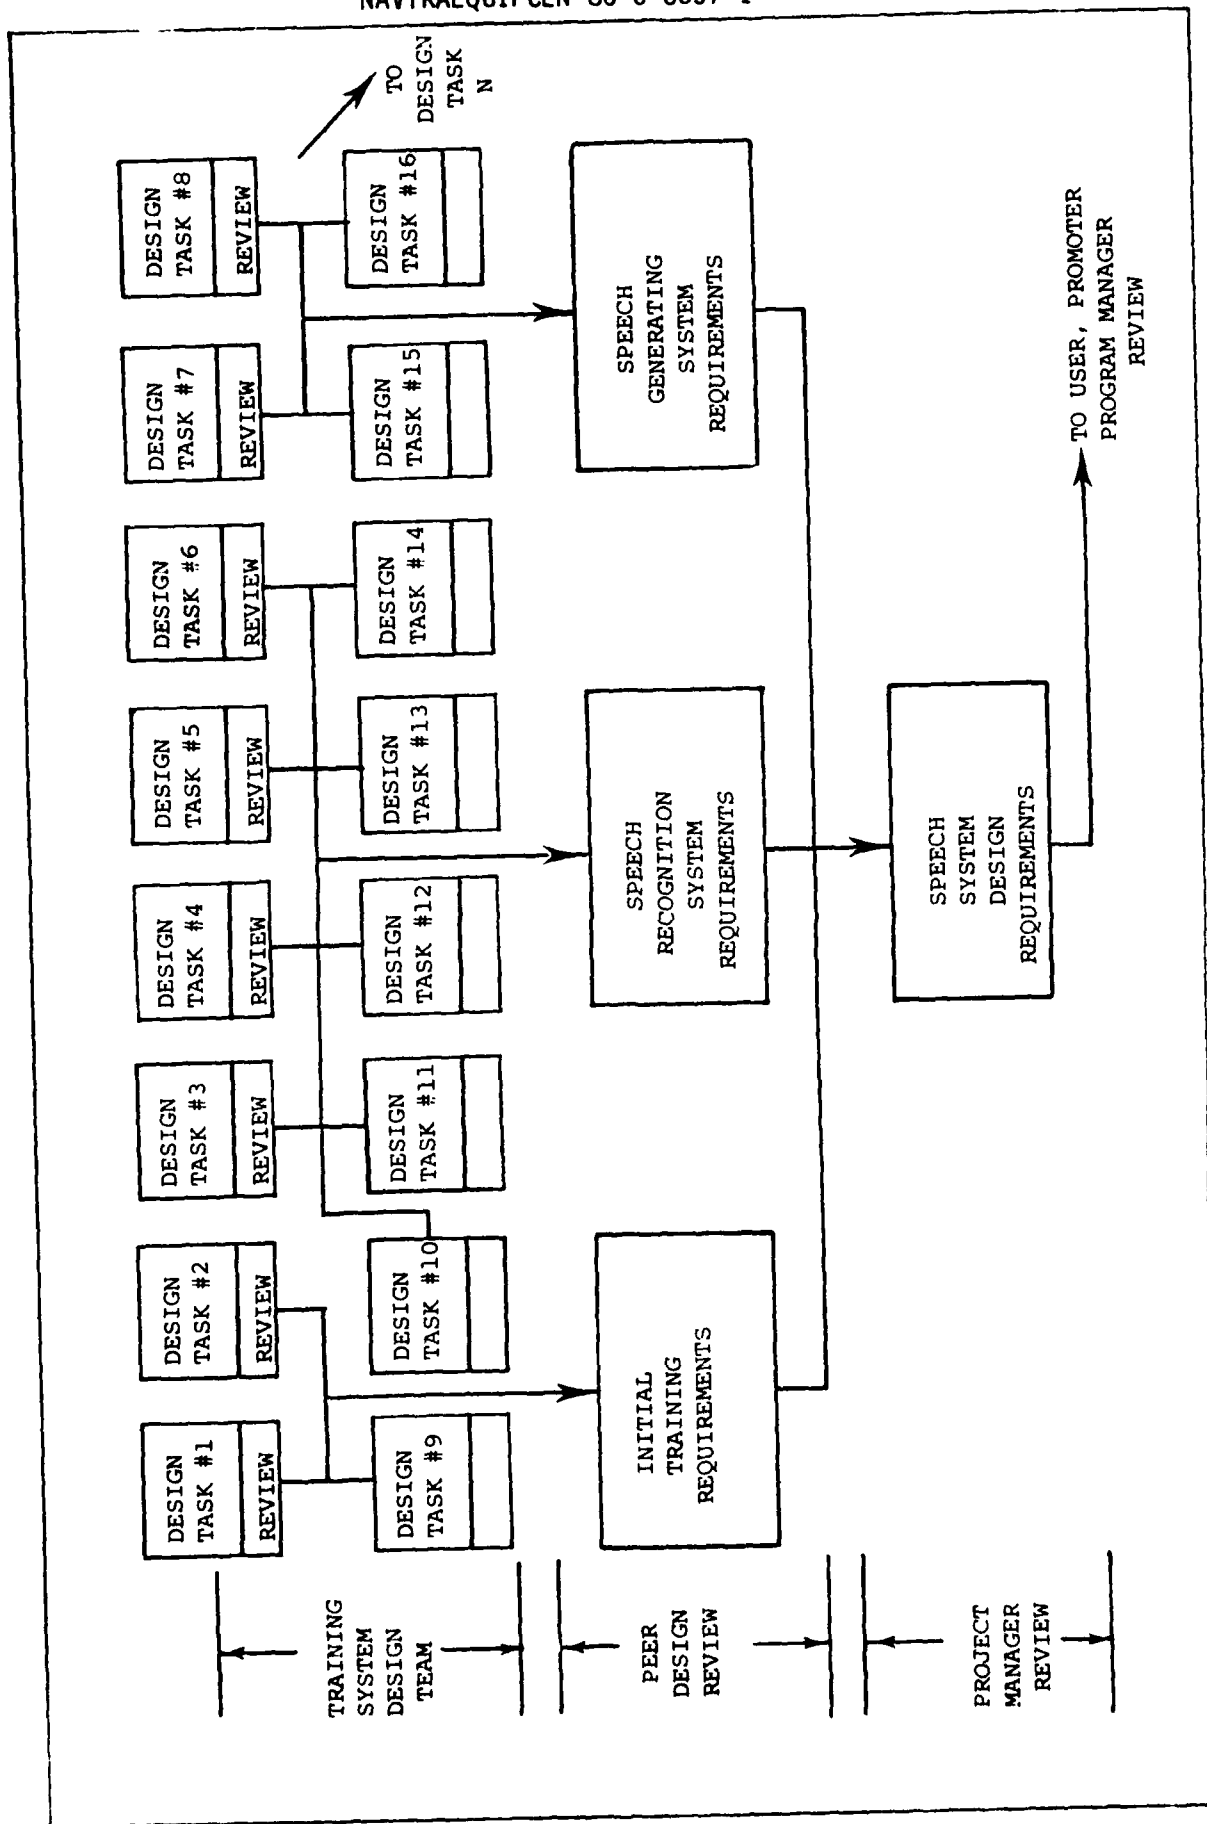 DESIGN
TASK #1
REVIEW
DESIGN
TASK #2
REVIEW
DESIGN
TASK #3
REVIEW
DESIGN
TASK #4
REVIEW
DESIGN
TASK #5
REVIEW
DESIGN
TASK #6
REVIEW
DESIGN
TASK #7
REVIEW
DESIGN
TASK #8
REVIEW
TO
DESIGN
TASK
N
TRAINING
SYSTEM
DESIGN
TEAM
DESIGN
TASK #9
DESIGN
TASK #10
DESIGN
TASK #11
DESIGN
TASK #12
DESIGN
TASK #13
DESIGN
TASK #14
DESIGN
TASK #15
DESIGN
TASK #16
PEER
DESIGN
REVIEW
INITIAL
TRAINING
REQUIREMENTS
SPEECH
RECOGNITION
SYSTEM
REQUIREMENTS
SPEECH
GENERATING
SYSTEM
REQUIREMENTS
PROJECT
MANAGER
REVIEW
SPEECH
SYSTEM
DESIGN
REQUIREMENTS
TO USER, PROMOTER
PROGRAM MANAGER
REVIEW